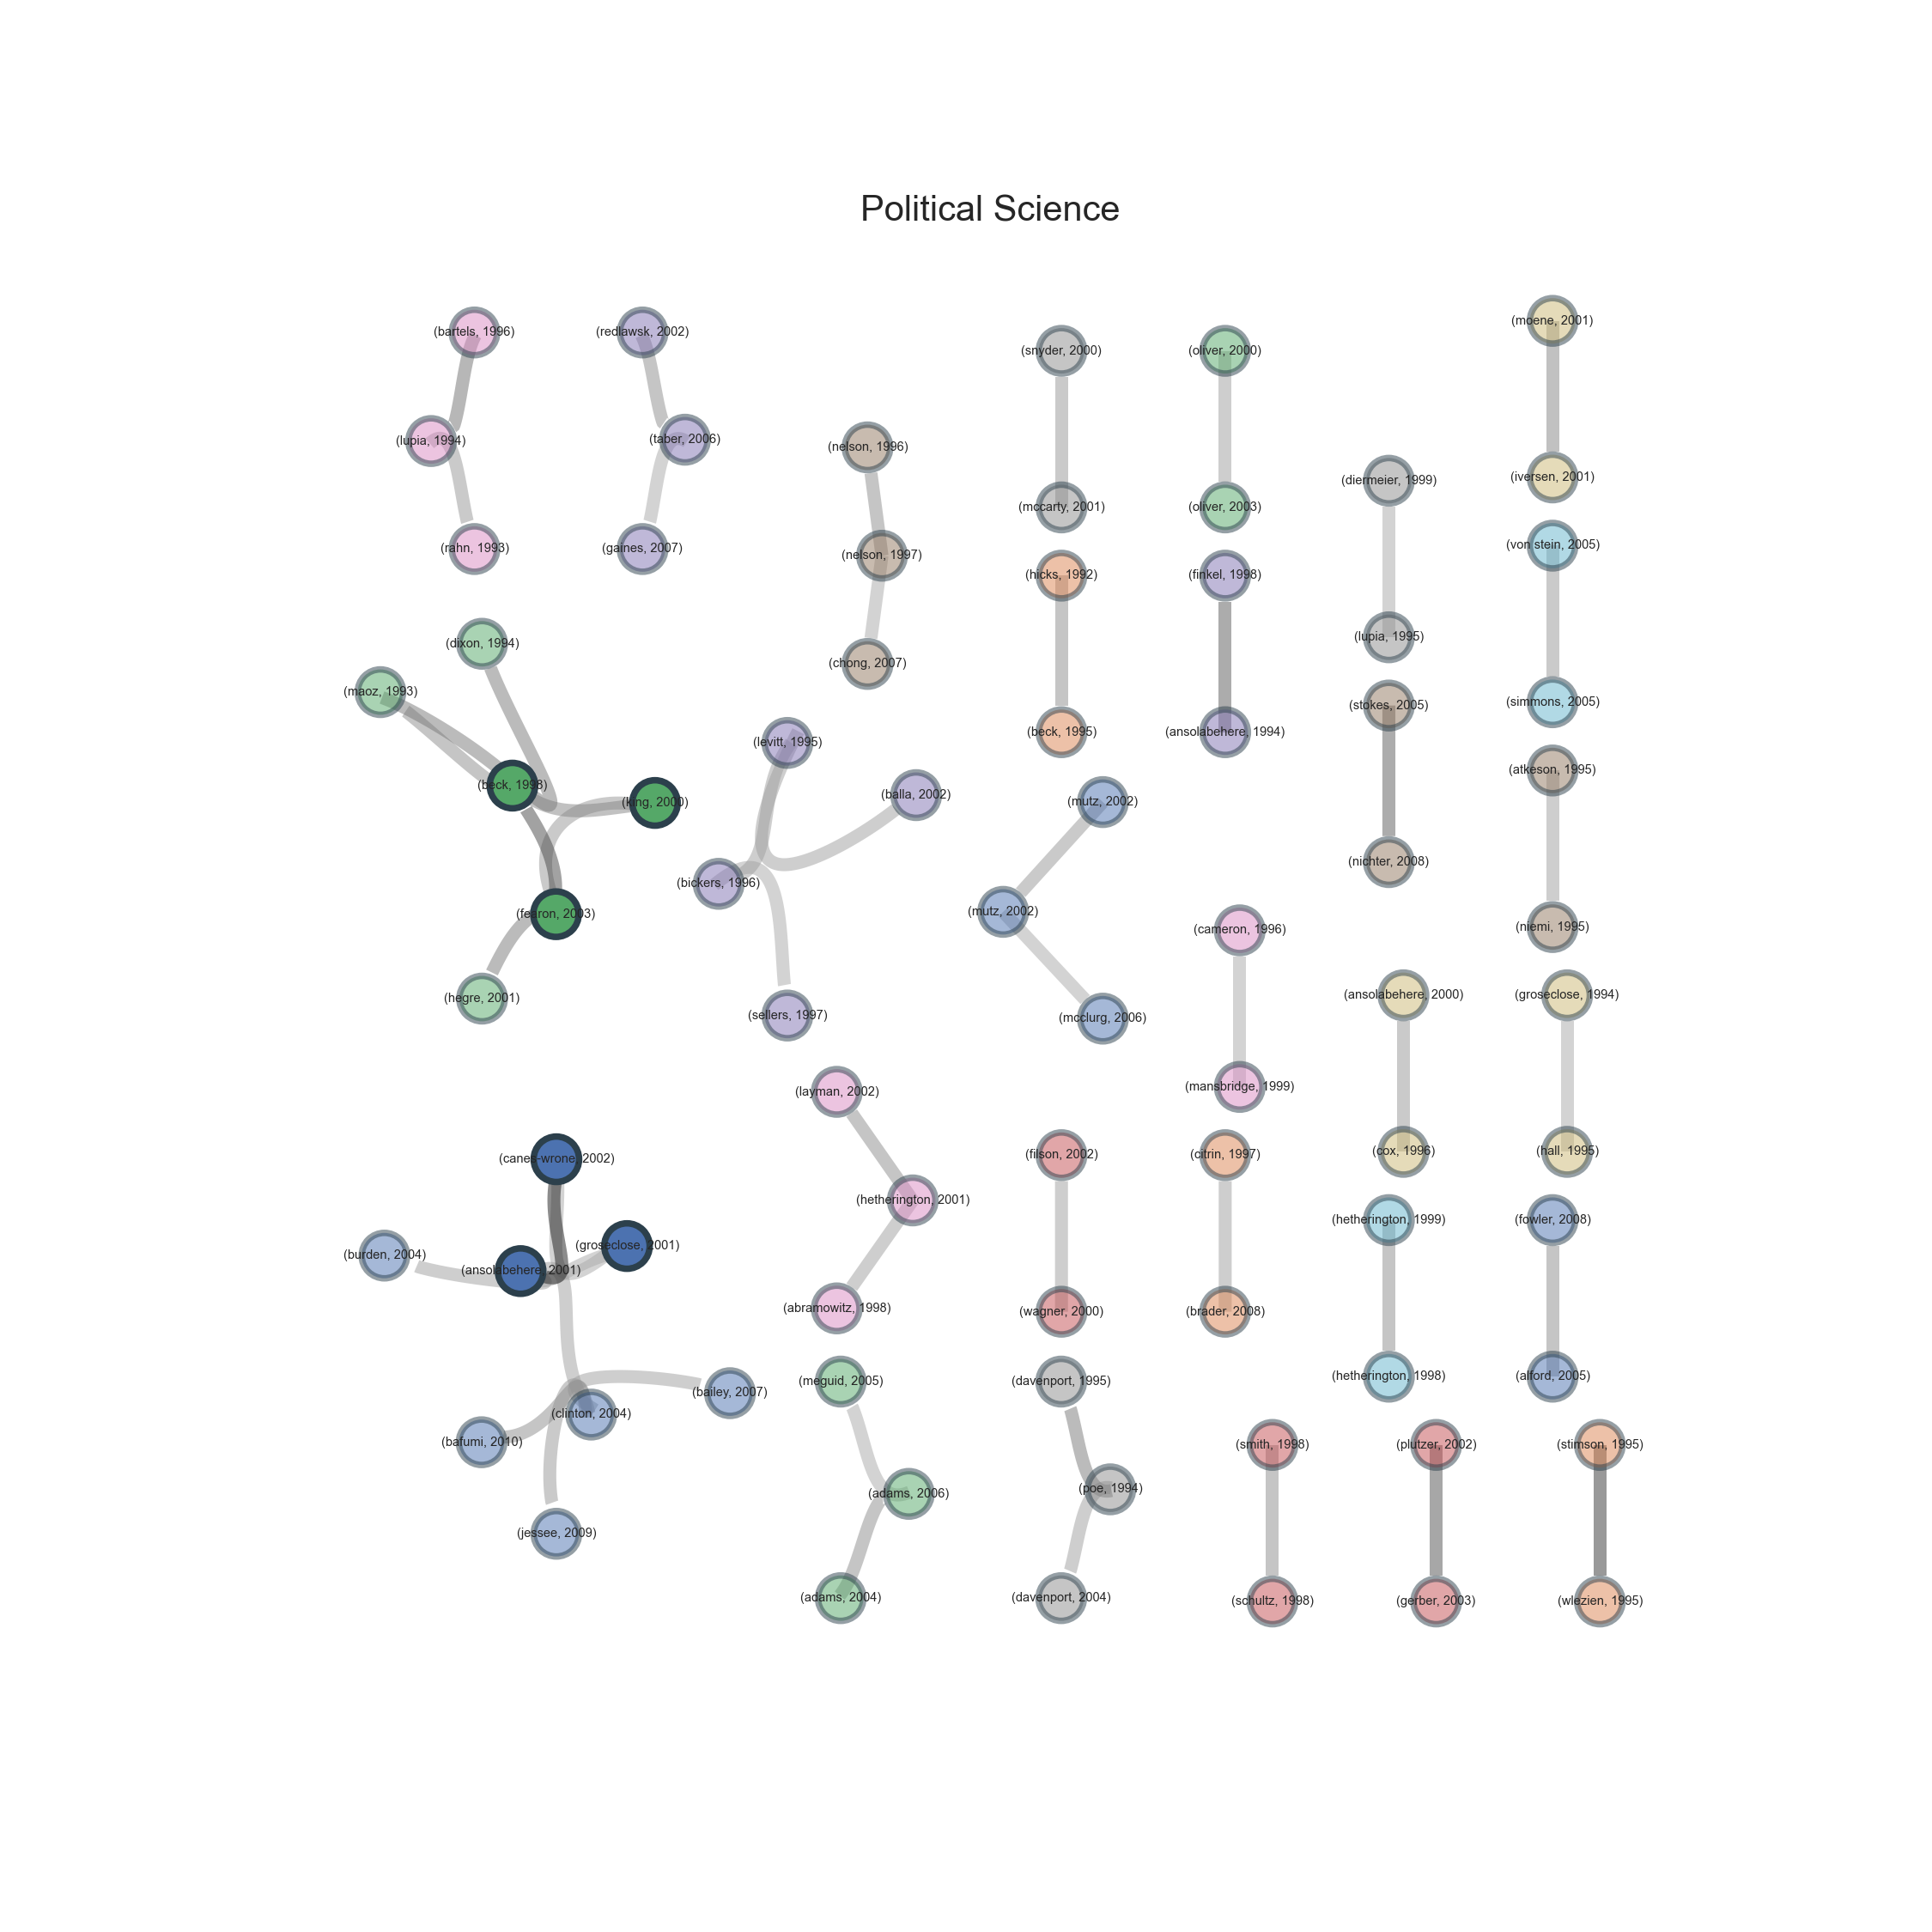 Political Science
(bartels, 1996)
(redlawsk, 2002)
(lupia, 1994)
(taber, 2006)
(rahn, 1993)
(gaines, 2007)
(nelson, 1996)
(nelson, 1997)
(chong, 2007)
(snyder, 2000)
(mccarty, 2001)
(oliver, 2000)
(oliver, 2003)
(hicks, 1992)
(beck, 1995)
(finkel, 1998)
(ansolabehere, 1994)
(diermeier, 1999)
(lupia, 1995)
(moene, 2001)
(iversen, 2001)
(von stein, 2005)
(simmons, 2005)
(stokes, 2005)
(nichter, 2008)
(atkeson, 1995)
(niemi, 1995)
(dixon, 1994)
(maoz, 1993)
(beck, 1998)
(king, 2000)
(fearon, 2003)
(hegre, 2001)
(levitt, 1995)
(balla, 2002)
(bickers, 1996)
(sellers, 1997)
(mutz, 2002)
(mutz, 2002)
(mcclurg, 2006)
(cameron, 1996)
(mansbridge, 1999)
(ansolabehere, 2000)
(cox, 1996)
(groseclose, 1994)
(hall, 1995)
(layman, 2002)
(hetherington, 2001)
(abramowitz, 1998)
(filson, 2002)
(wagner, 2000)
(citrin, 1997)
(brader, 2008)
(hetherington, 1999)
(hetherington, 1998)
(fowler, 2008)
(alford, 2005)
(canes-wrone, 2002)
(groseclose, 2001)
(burden, 2004)
(ansolabehere, 2001)
(bailey, 2007)
(clinton, 2004)
(bafumi, 2010)
(jessee, 2009)
(meguid, 2005)
(adams, 2006)
(adams, 2004)
(davenport, 1995)
(poe, 1994)
(davenport, 2004)
(smith, 1998)
(schultz, 1998)
(plutzer, 2002)
(gerber, 2003)
(stimson, 1995)
(wlezien, 1995)